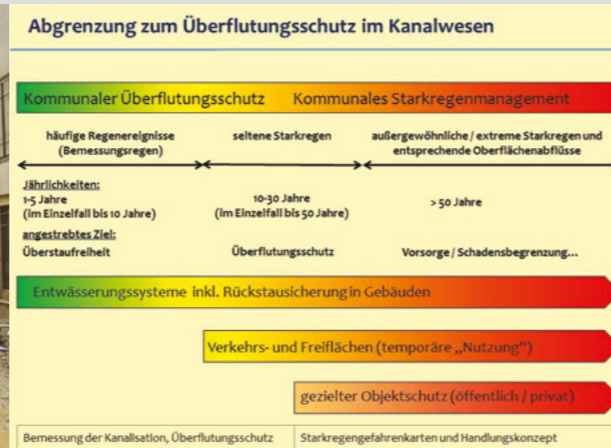 Abgrenzung zum Überflutungsschutz im Kanalwesen
Kommunaler Überflutungsschutz Kommunales Starkregenmanagement
häufige Regenereignisse
(Bemessungsregen)
seltene Starkregen
außergewöhnliche / extreme Starkregen und
entsprechende Oberflächenabflüsse
Jährlichkeiten:
1-5 Jahre
(im Einzelfall bis 10 Jahre)
10-30 Jahre
(im Einzelfall bis 50 Jahre)
> 50 Jahre
angestrebtes Ziel:
Überstaufreiheit
Überflutungsschutz
Vorsorge / Schadensbegrenzung...
Entwässerungssysteme inkl. Rückstausicherung in Gebäuden
Verkehrs- und Freiflächen (temporäre „Nutzung“)
gezielter Objektschutz (öffentlich / privat)
Bemessung der Kanalisation, Überflutungsschutz
Starkregengefahrenkarten und Handlungskonzept